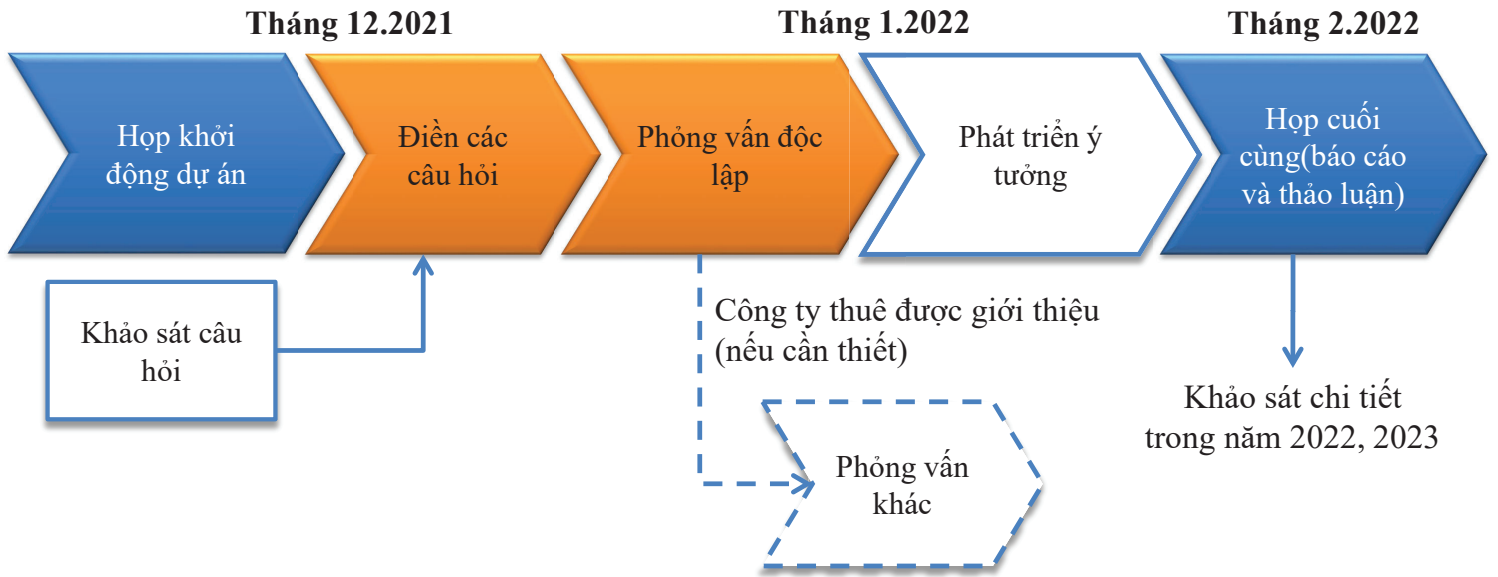 Tháng 12.2021
Tháng 1.2022
Tháng 2.2022
Họp khởi
động dự án
Điền các
câu hỏi
Phỏng vấn độc
lập
Phát triển ý
tưởng
Họp cuối
cùng(báo cáo
và thảo luận)
Khảo sát câu
hỏi
Công ty thuê được giới thiệu
(nếu cần thiết)
Phỏng vấn
khác
Khảo sát chi tiết
trong năm 2022, 2023